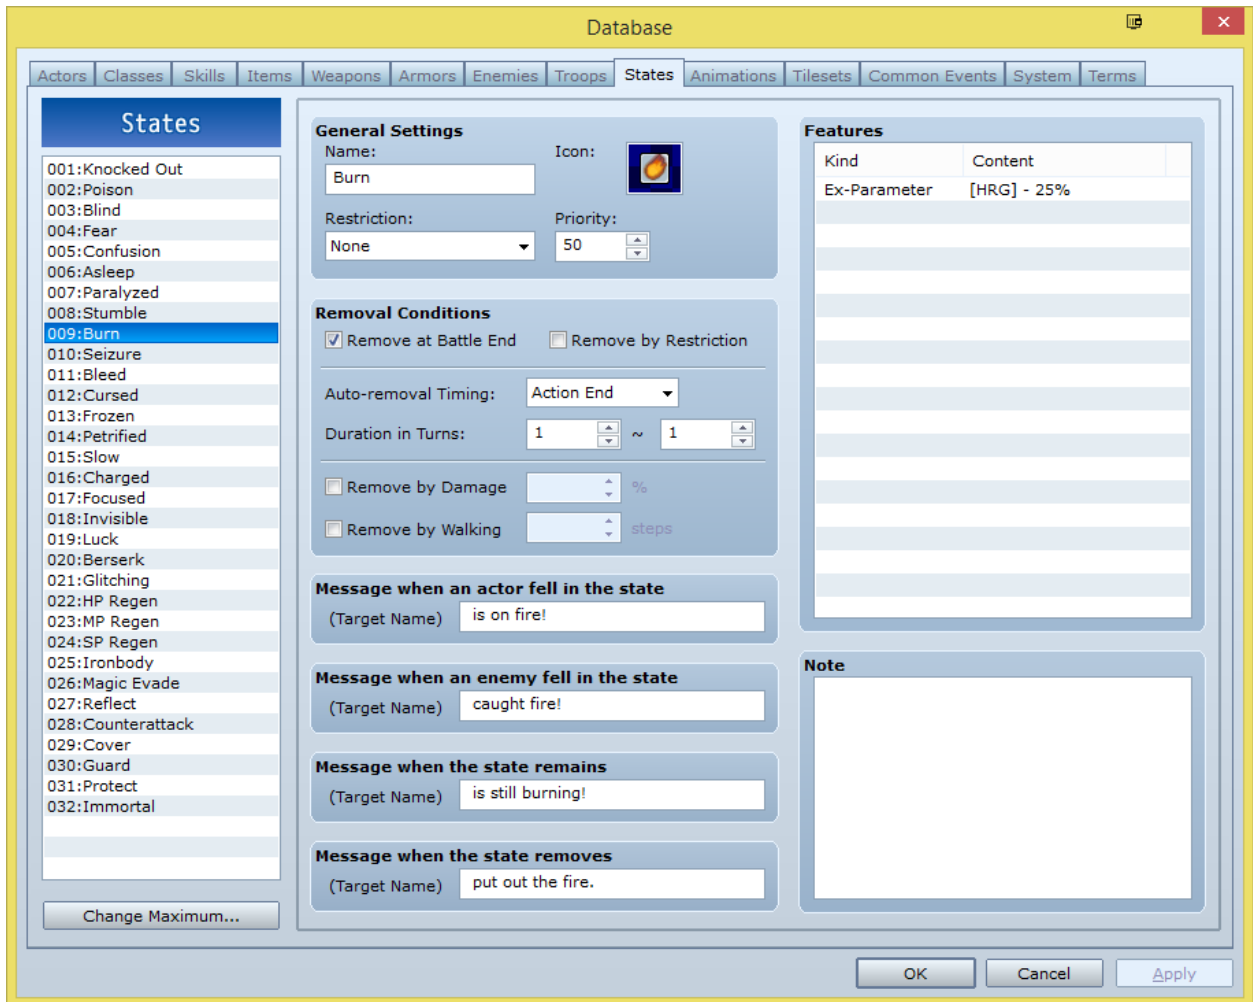 Database
Actors Classes Skills Items Weapons Armors Enemies Troops States Animations Tilesets Common Events System Terms
States
001:Knocked Out
002:Poison
003:Blind
004:Fear
005:Confusion
006:Asleep
007:Paralyzed
008:Stumble
009:Burn
010:Seizure
011:Bleed
012:Cursed
013:Frozen
014:Petrified
015:Slow
016:Charged
017:Focused
018:Invisible
019:Luck
020:Berserk
021:Glitching
022:HP Regen
023:MP Regen
024:SP Regen
025:Ironbody
026:Magic Evade
027:Reflect
028:Counterattack
029:Cover
030:Guard
031:Protect
032:Immortal
Change Maximum...
General Settings
Name: Icon:
Burn
Restriction: Priority:
None 50
Removal Conditions
Remove at Battle End Remove by Restriction
Auto-removal Timing: Action End
Duration in Turns: 1 ~ 1
Remove by Damage %
Remove by Walking steps
Message when an actor fell in the state
(Target Name) is on fire!
Message when an enemy fell in the state
(Target Name) caught fire!
Message when the state remains
(Target Name) is still burning!
Message when the state removes
(Target Name) put out the fire.
Features
Kind Content
Ex-Parameter [HRG] - 25%
Note
OK Cancel Apply